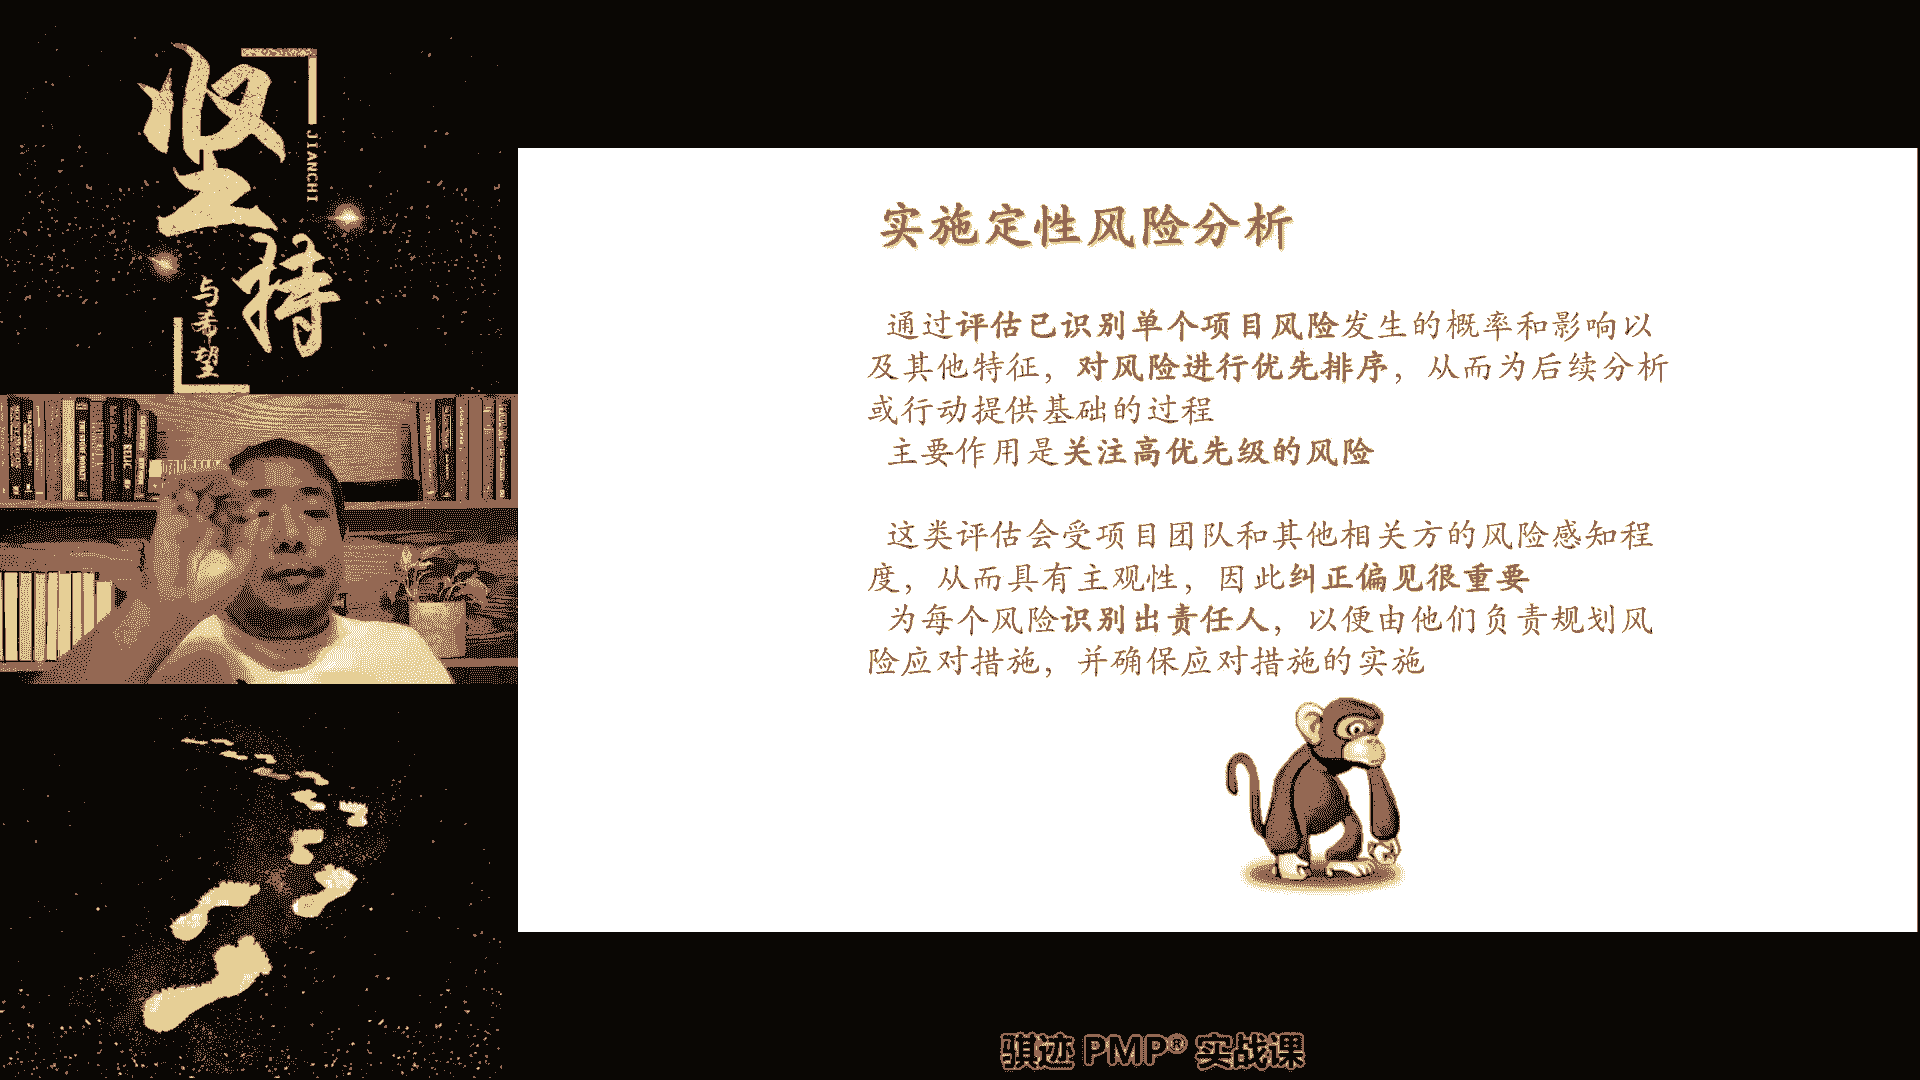 坚持
JIANCHI
与希望
实施定性风险分析
通过评估已识别单个项目风险发生的概率和影响以
及其他特征，对风险进行优先排序，从而为后续分析
或行动提供基础的过程
主要作用是关注高优先级的风险
这类评估会受项目团队和其他相关方的风险感知程
度，从而具有主观性，因此纠正偏见很重要
为每个风险识别出责任人，以便由他们负责规划风
险应对措施，并确保应对措施的实施
骐迹 PMP® 实战课